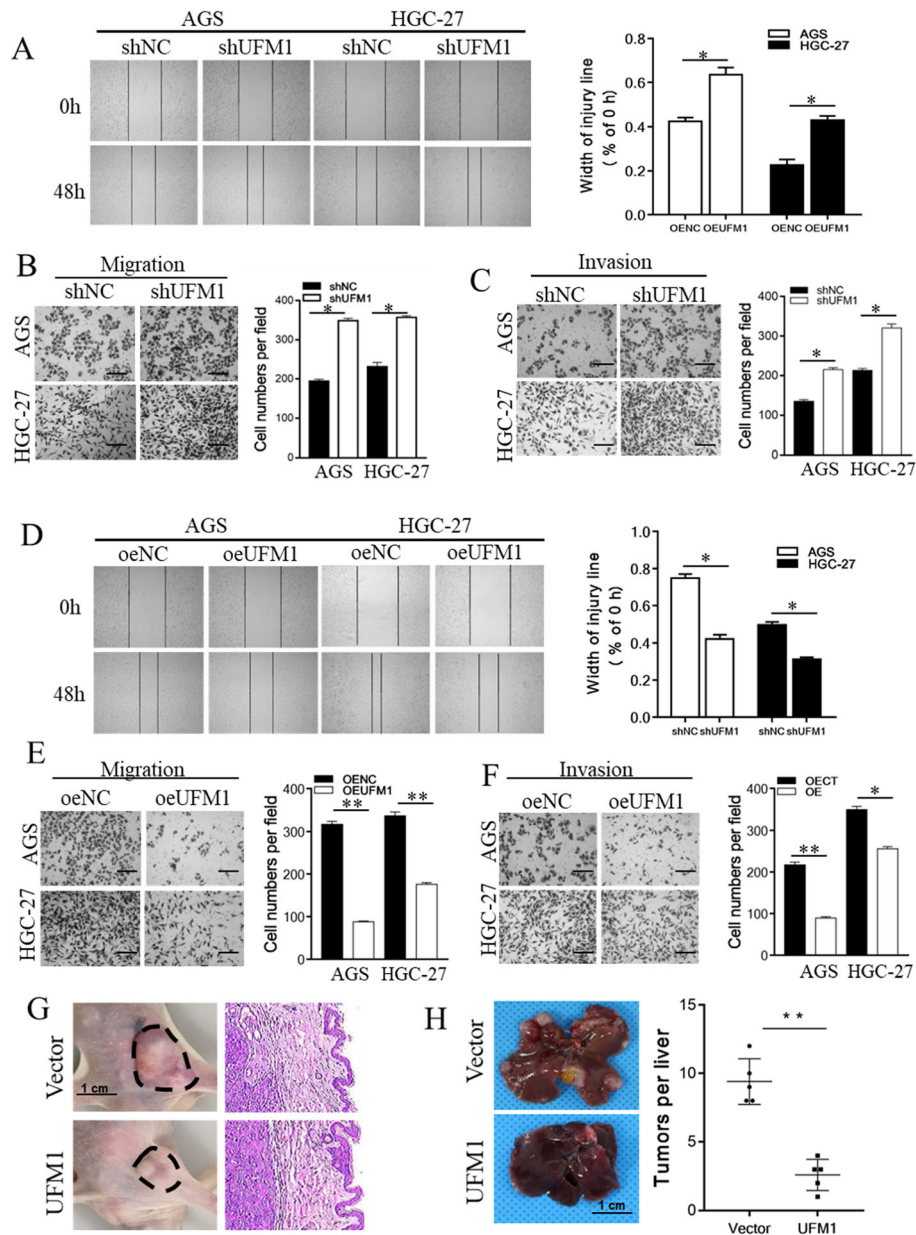 A
AGS HGC-27
shNC shUFM1 shNC shUFM1
0h
48h
AGS
HGC-27
Width of injury line
( % of 0 h)
0.8
0.6
0.4
0.2
0.0
*
*
OENC OEUFM1 OENC OEUFM1
B
Migration
shNC shUFM1
AGS
HGC-27
shNC
shUFM1
Cell numbers per field
400
300
200
100
0
* *
AGS HGC-27
C
Invasion
shNC shUFM1
AGS
HGC-27
shNC
shUFM1
Cell numbers per field
400
300
200
100
0
*
*
AGS HGC-27
D
AGS HGC-27
oeNC oeUFM1 oeNC oeUFM1
0h
48h
AGS
HGC-27
Width of injury line
( % of 0 h)
1.0
0.8
0.6
0.4
0.2
0.0
*
*
shNC shUFM1 shNC shUFM1
E
Migration
oeNC oeUFM1
AGS
HGC-27
OENC
OEUFM1
Cell numbers per field
400
300
200
100
0
** **
AGS HGC-27
F
Invasion
oeNC oeUFM1
AGS
HGC-27
OECT
OE
Cell numbers per field
400
300
200
100
0
**
*
AGS HGC-27
G
Vector
1 cm
UFM1
H
Vector
UFM1
1 cm
Tumors per liver
15
10
5
0
**
Vector UFM1